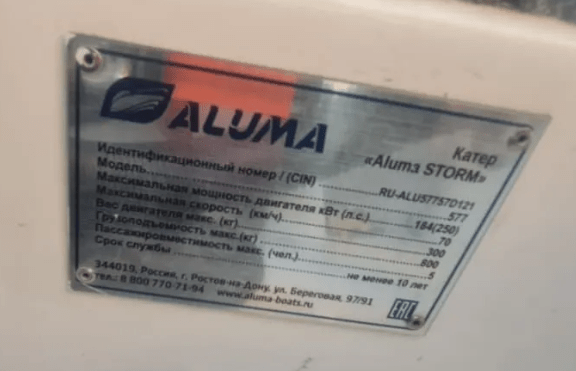 ALUMA
Катер
«Aluma STORM»
Идентификационный номер / (CIN) RU-ALU57757D121
Модель 577
Максимальная мощность двигателя кВт (л.с.) 184(250)
Максимальная скорость (км/ч) 70
Вес двигателя макс. (кг) 300
Грузоподъемность макс.(кг) 800
Пассажировместимость макс. (чел.) 5
Срок службы не менее 10 лет
344019, Россия, г. Ростов-на-Дону, ул. Береговая, 97/91
тел.: 8 800 770-71-94 www.aluma-boats.ru
EAC